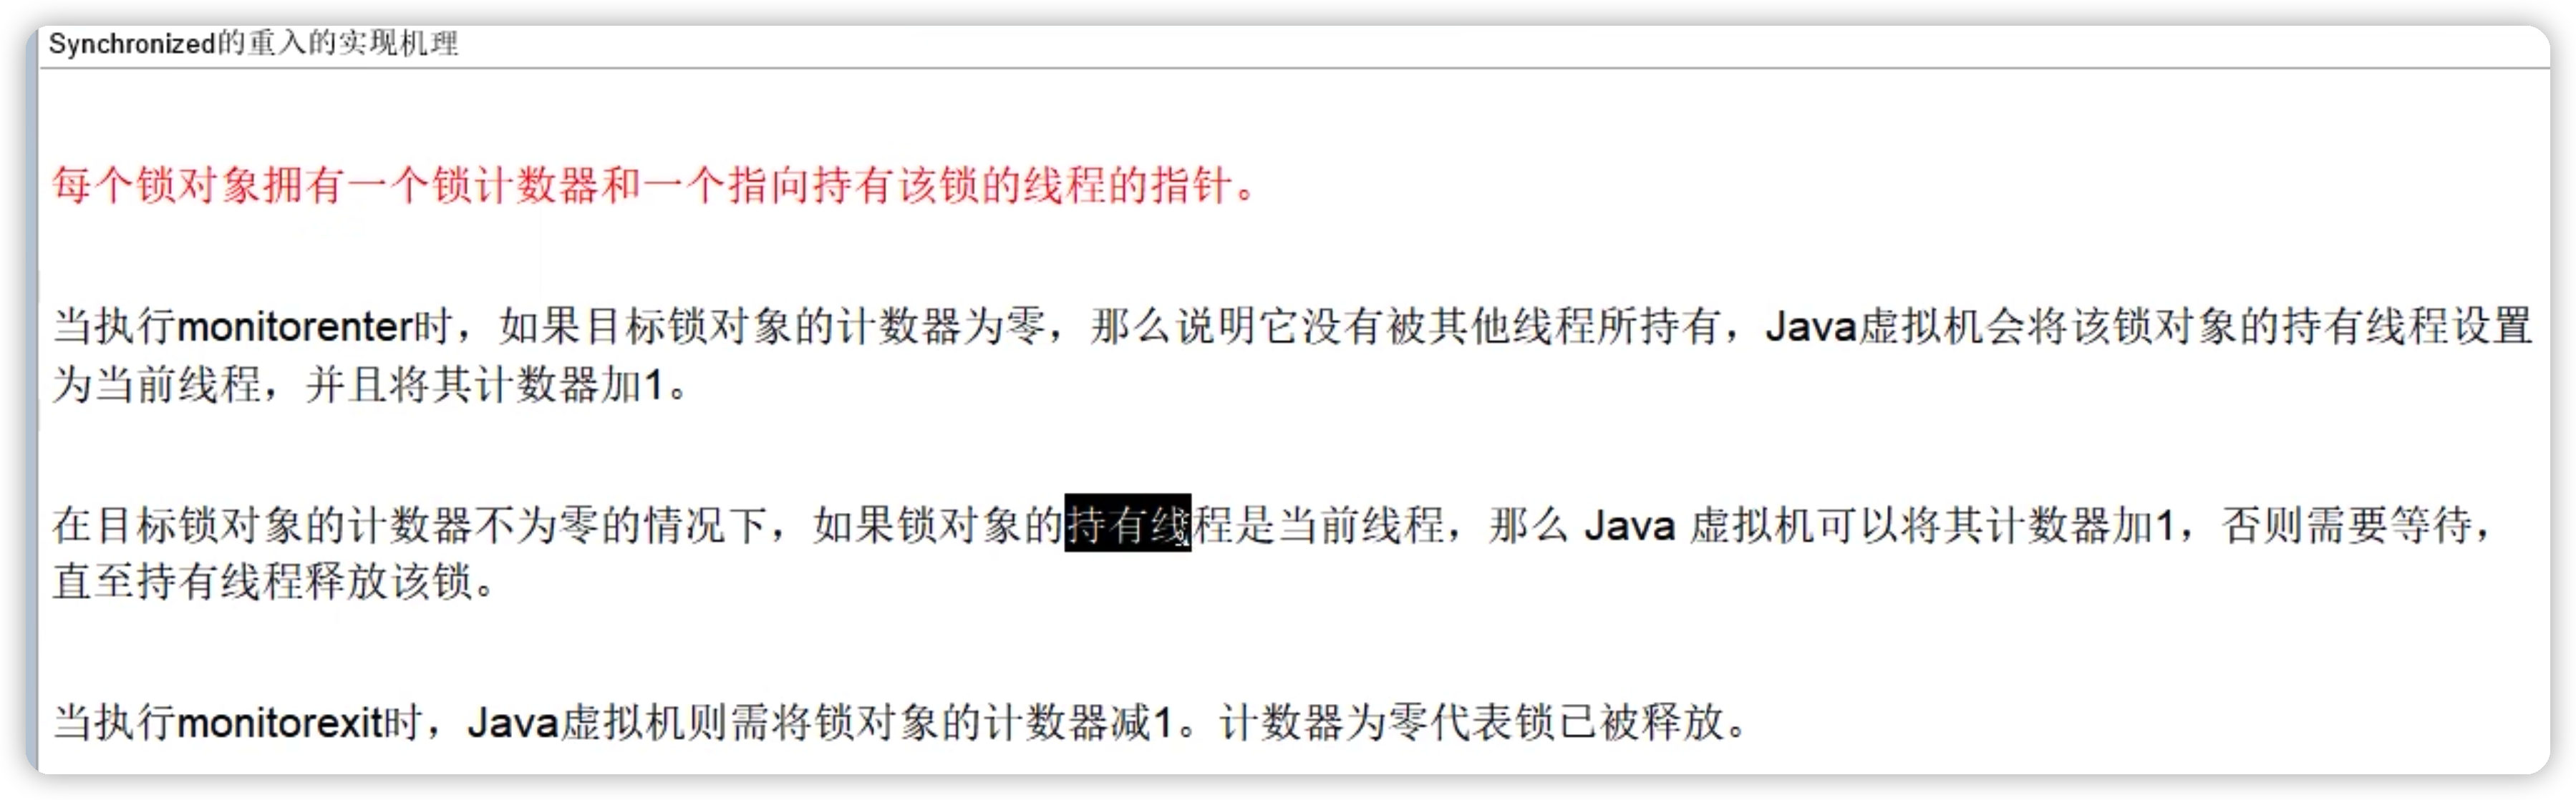 Synchronized的重入的实现机理
每个锁对象拥有一个锁计数器和一个指向持有该锁的线程的指针。
当执行monitorenter时，如果目标锁对象的计数器为零，那么说明它没有被其他线程所持有，Java虚拟机会将该锁对象的持有线程设置
为当前线程，并且将其计数器加1。
在目标锁对象的计数器不为零的情况下，如果锁对象的持有线程是当前线程，那么 Java 虚拟机可以将其计数器加1，否则需要等待，
直至持有线程释放该锁。
当执行monitorexit时，Java虚拟机则需将锁对象的计数器减1。计数器为零代表锁已被释放。